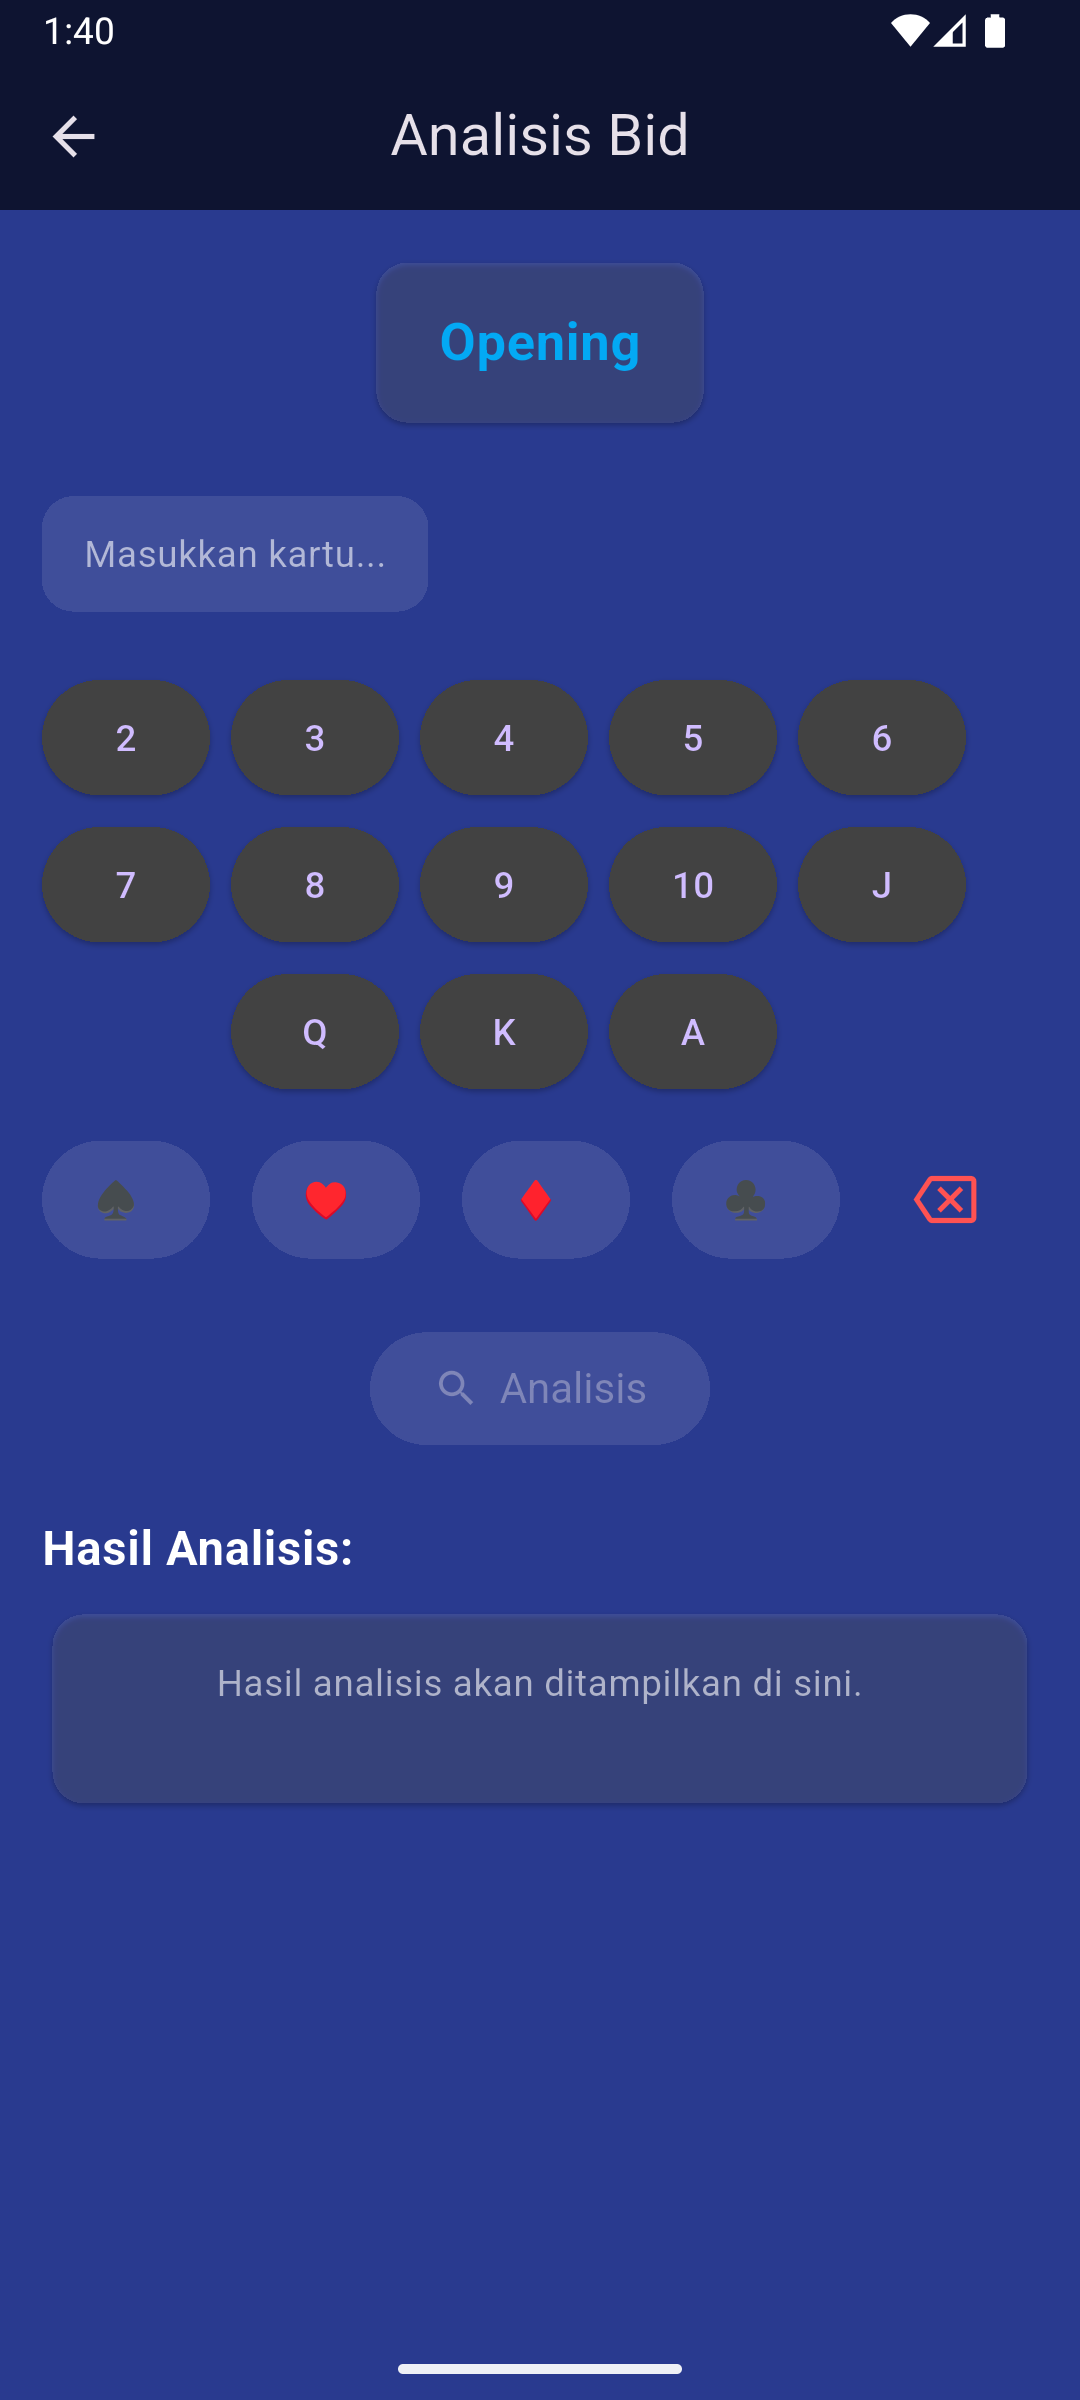 1:40
Analisis Bid
Opening
Masukkan kartu...
2 3 4 5 6
7 8 9 10 J
Q K A
Analisis
Hasil Analisis:
Hasil analisis akan ditampilkan di sini.